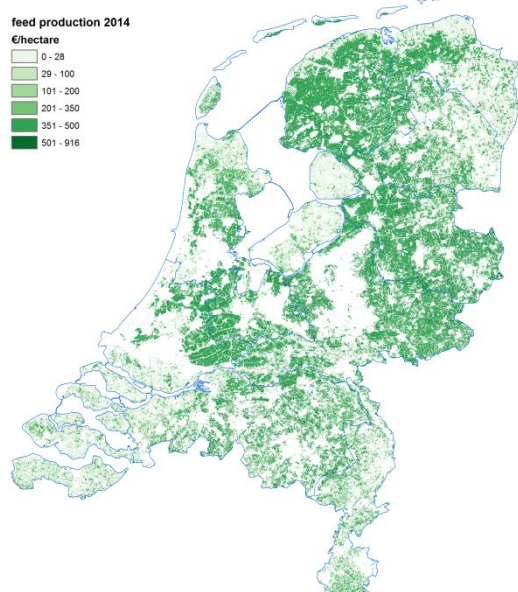 feed production 2014
€/hectare
0 - 28
29 - 100
101 - 200
201 - 350
351 - 500
501 - 916